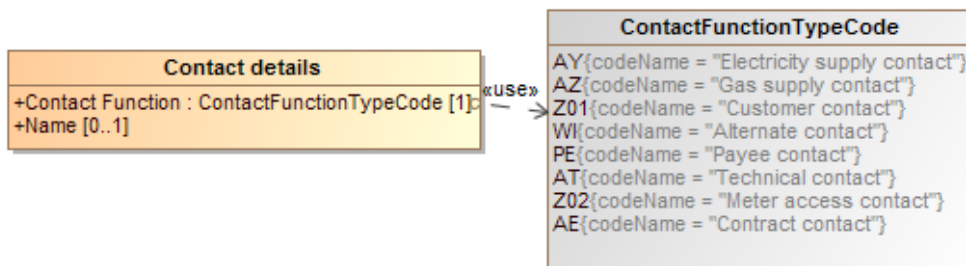 Contact details
+Contact Function : ContactFunctionTypeCode [1]
+Name [0..1]
«use»
ContactFunctionTypeCode
AY{codeName = "Electricity supply contact"}
AZ{codeName = "Gas supply contact"}
Z01{codeName = "Customer contact"}
WI{codeName = "Alternate contact"}
PE{codeName = "Payee contact"}
AT{codeName = "Technical contact"}
Z02{codeName = "Meter access contact"}
AE{codeName = "Contract contact"}